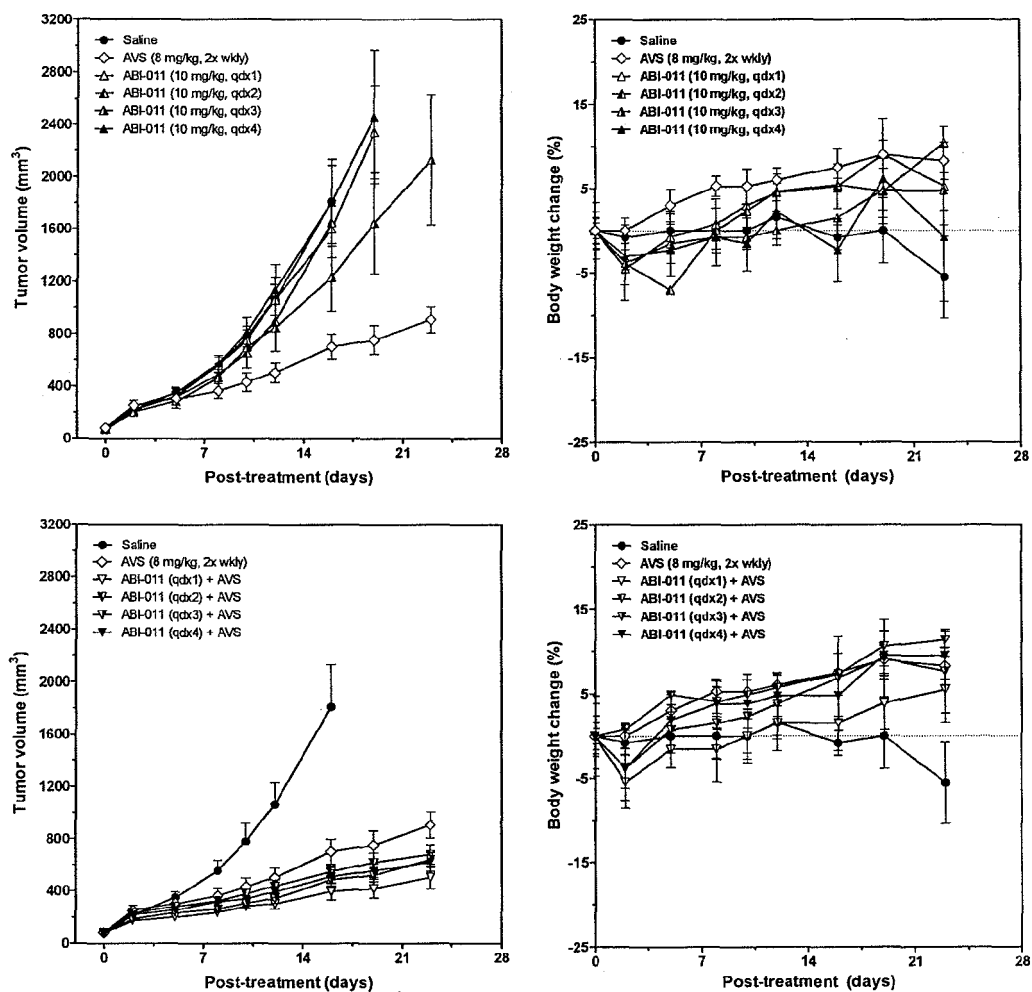 3200
2800
2400
2000
1600
1200
800
400
0
Tumor volume (mm³)
Saline
AVS (8 mg/kg, 2x wkly)
ABI-011 (10 mg/kg, qdx1)
ABI-011 (10 mg/kg, qdx2)
ABI-011 (10 mg/kg, qdx3)
ABI-011 (10 mg/kg, qdx4)
0 7 14 21 28
Post-treatment (days)
25
15
5
-5
-15
-25
Body weight change (%)
Saline
AVS (8 mg/kg, 2x wkly)
ABI-011 (10 mg/kg, qdx1)
ABI-011 (10 mg/kg, qdx2)
ABI-011 (10 mg/kg, qdx3)
ABI-011 (10 mg/kg, qdx4)
0 7 14 21 28
Post-treatment (days)
3200
2800
2400
2000
1600
1200
800
400
0
Tumor volume (mm³)
Saline
AVS (8 mg/kg, 2x wkly)
ABI-011 (qdx1) + AVS
ABI-011 (qdx2) + AVS
ABI-011 (qdx3) + AVS
ABI-011 (qdx4) + AVS
0 7 14 21 28
Post-treatment (days)
25
15
5
-5
-15
-25
Body weight change (%)
Saline
AVS (8 mg/kg, 2x wkly)
ABI-011 (qdx1) + AVS
ABI-011 (qdx2) + AVS
ABI-011 (qdx3) + AVS
ABI-011 (qdx4) + AVS
0 7 14 21 28
Post-treatment (days)